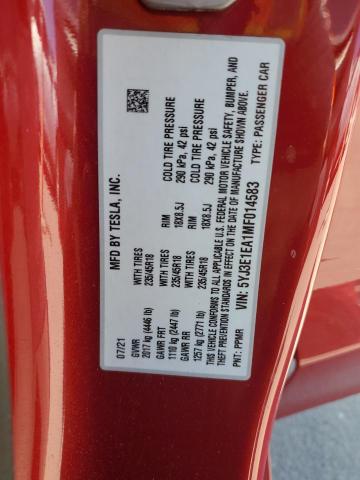 MFD BY TESLA, INC.
07/21
GVWR
2017 kg (4446 lb)
GAWR FRT WITH TIRES RIM COLD TIRE PRESSURE
1110 kg (2447 lb) 235/45R18 18X8.5J 290 kPa, 42 psi
GAWR RR WITH TIRES RIM COLD TIRE PRESSURE
1257 kg (2771 lb) 235/45R18 18X8.5J 290 kPa, 42 psi
THIS VEHICLE CONFORMS TO ALL APPLICABLE U.S. FEDERAL MOTOR VEHICLE SAFETY, BUMPER, AND
THEFT PREVENTION STANDARDS IN EFFECT ON THE DATE OF MANUFACTURE SHOWN ABOVE.
VIN: 5YJ3E1EA1MF014583 TYPE: PASSENGER CAR
PNT: PPMR